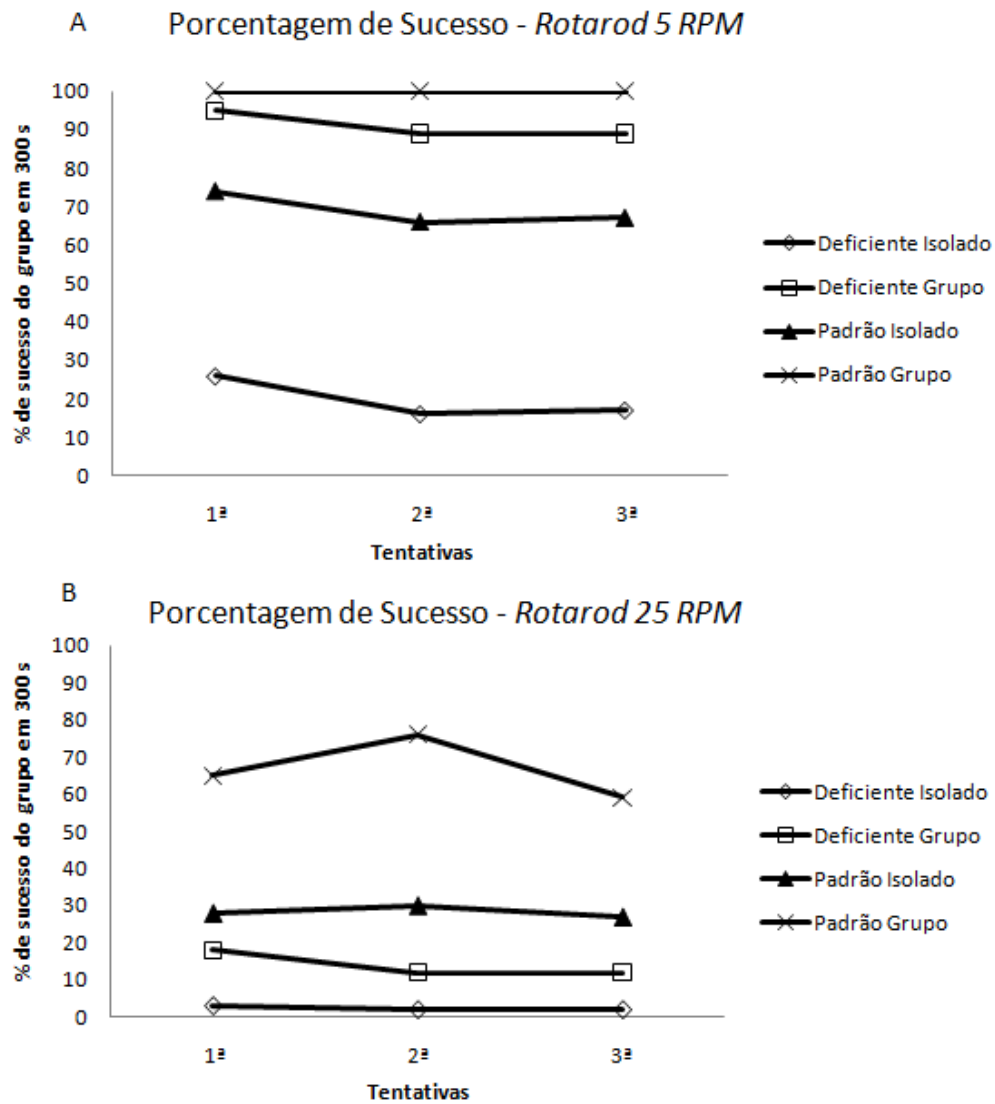 A
Porcentagem de Sucesso - Rotarod 5 RPM
% de sucesso do grupo em 300 s
100
90
80
70
60
50
40
30
20
10
0
1ª
2ª
3ª
Tentativas
Deficiente Isolado
Deficiente Grupo
Padrão Isolado
Padrão Grupo
B
Porcentagem de Sucesso - Rotarod 25 RPM
% de sucesso do grupo em 300 s
100
90
80
70
60
50
40
30
20
10
0
1ª
2ª
3ª
Tentativas
Deficiente Isolado
Deficiente Grupo
Padrão Isolado
Padrão Grupo